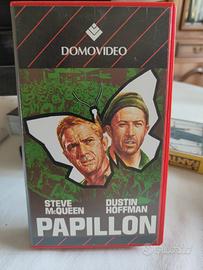 DOMOVIDEO
STEVE McQUEEN
DUSTIN HOFFMAN
PAPILLON